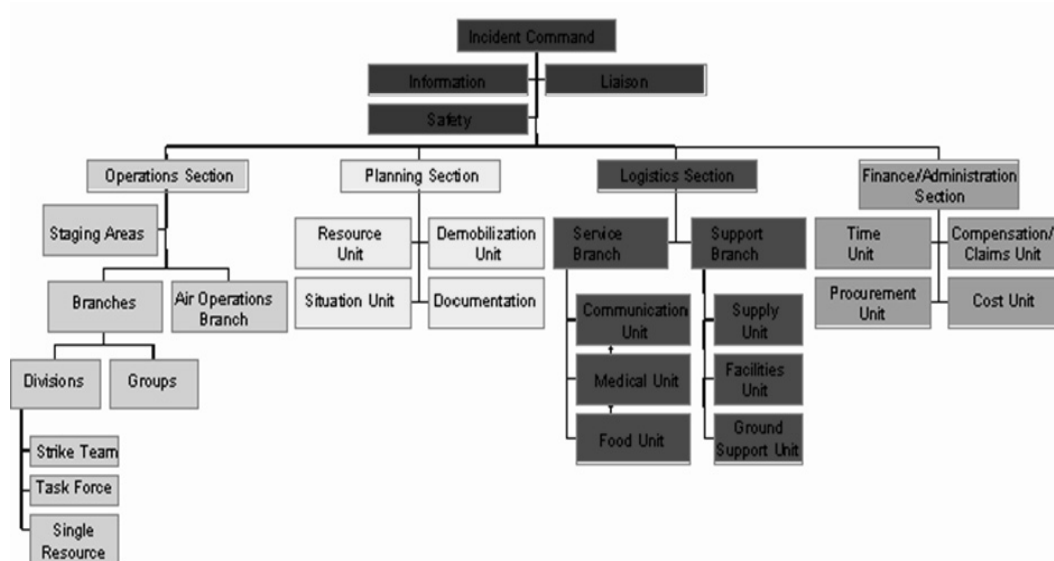 Incident Command
Information
Liaison
Safety
Operations Section
Planning Section
Logistics Section
Finance/Administration
Section
Staging Areas
Resource
Unit
Demobilization
Unit
Service
Branch
Support
Branch
Time
Unit
Compensation/
Claims Unit
Branches
Air Operations
Branch
Situation Unit
Documentation
Communication
Unit
Supply
Unit
Procurement
Unit
Cost Unit
Divisions
Groups
Medical Unit
Facilities
Unit
Strike Team
Food Unit
Ground
Support Unit
Task Force
Single
Resource